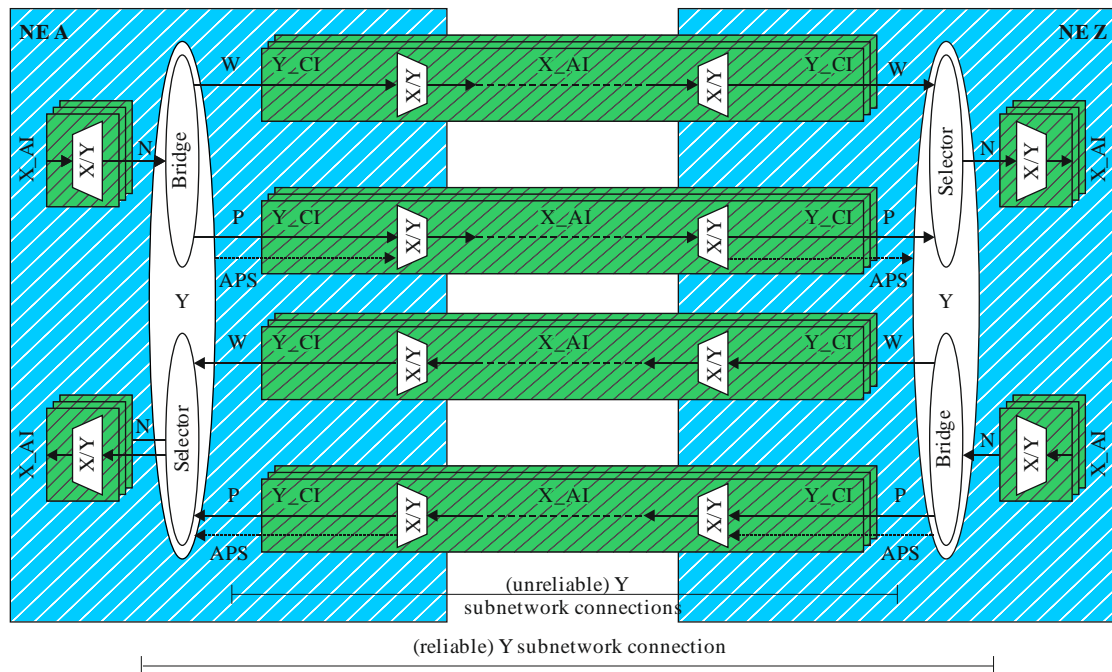 NE A
NE Z
W Y_CI X_AI Y_CI W
X/Y X/Y
X_AI X/Y N Bridge
Selector N X/Y X_AI
P Y_CI X_AI Y_CI P
X/Y X/Y
APS APS
Y Y
W Y_CI X_AI Y_CI W
X/Y X/Y
X_AI X/Y N Selector
Bridge N X/Y X_AI
P Y_CI X_AI Y_CI P
X/Y X/Y
APS APS
(unreliable) Y
subnetwork connections
(reliable) Y subnetwork connection